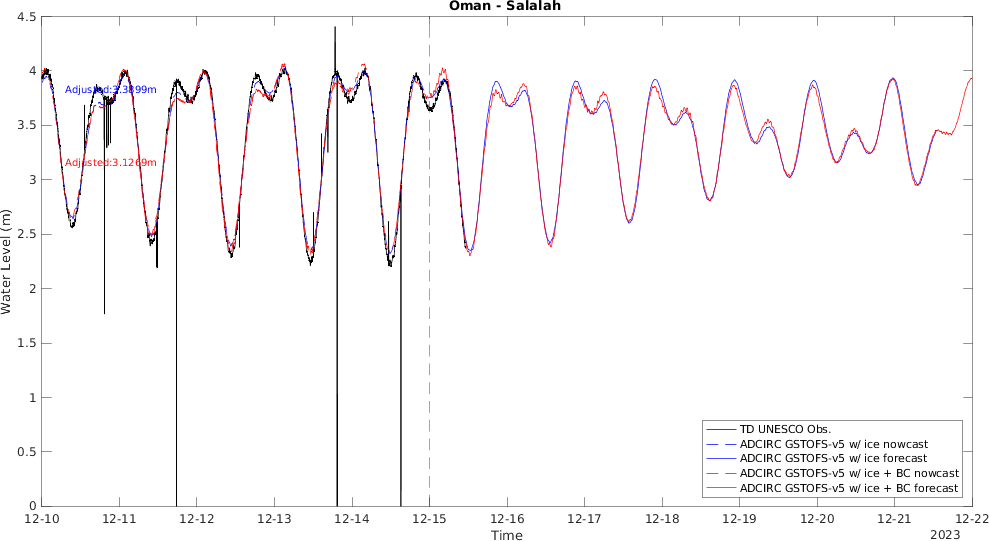 Oman - Salalah
4.5
4
3.5
3
2.5
2
1.5
1
0.5
0
Water Level (m)
Adjusted:3.3899m
Adjusted:3.1269m
TD UNESCO Obs.
ADCIRC GSTOFS-v5 w/ ice nowcast
ADCIRC GSTOFS-v5 w/ ice forecast
ADCIRC GSTOFS-v5 w/ ice + BC nowcast
ADCIRC GSTOFS-v5 w/ ice + BC forecast
12-10 12-11 12-12 12-13 12-14 12-15 12-16 12-17 12-18 12-19 12-20 12-21 12-22
Time
2023